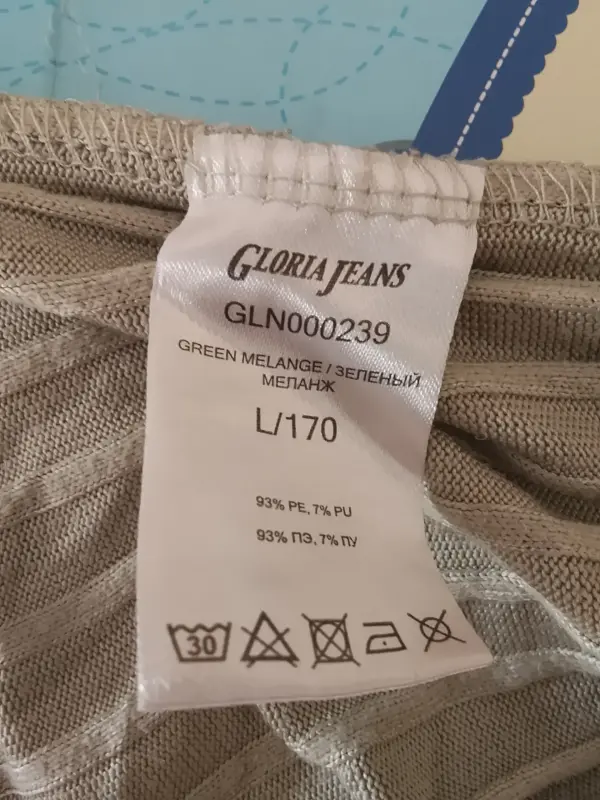 GLORIA JEANS
GLN000239
GREEN MELANGE / ЗЕЛЕНЫЙ
МЕЛАНЖ
L/170
93% PE, 7% PU
93% ПЭ, 7% ПУ
30